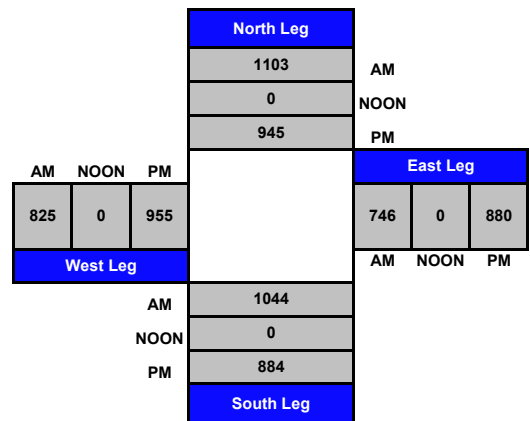 North Leg
1103 AM
0 NOON
945 PM
AM NOON PM
East Leg
825 0 955
746 0 880
West Leg
AM NOON PM
AM 1044
NOON 0
PM 884
South Leg